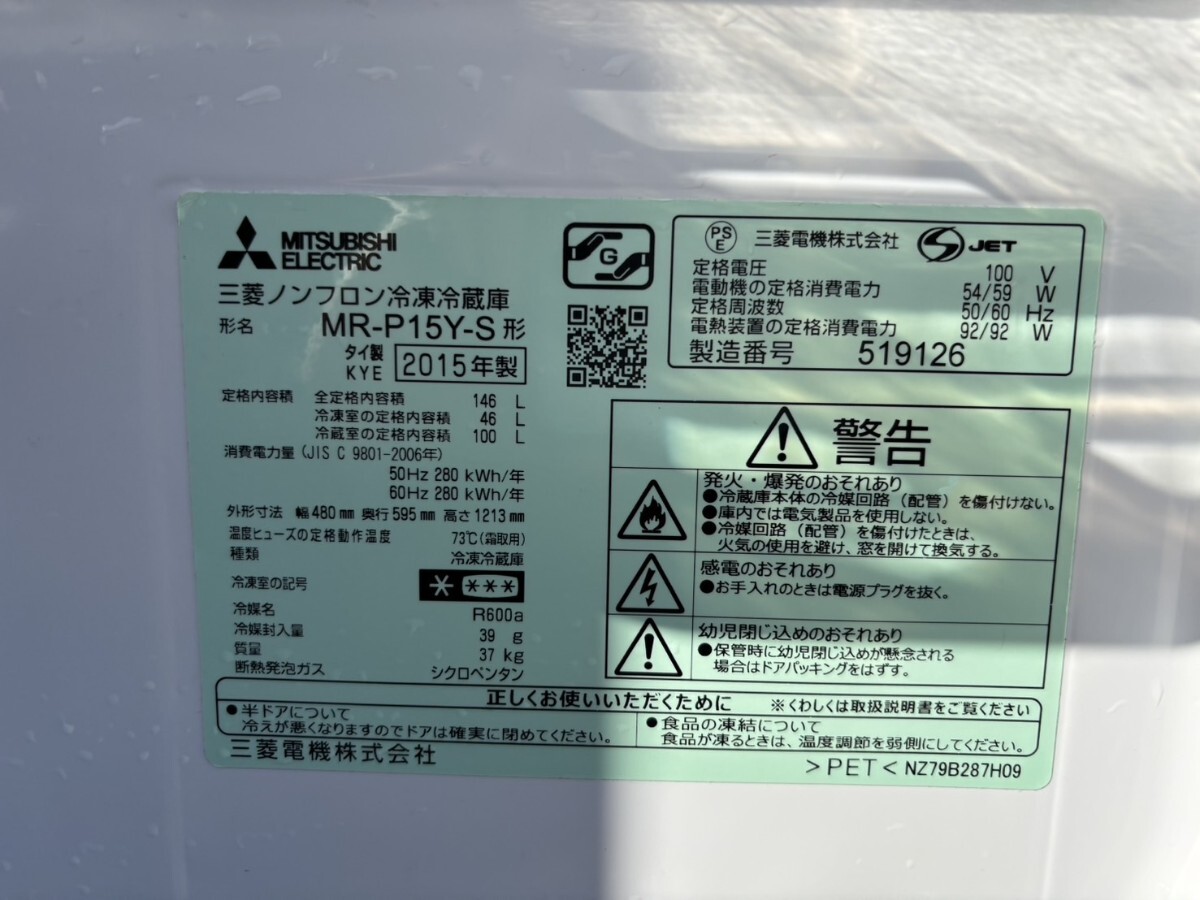 MITSUBISHI
ELECTRIC
三菱ノンフロン冷凍冷蔵庫
形名 MR-P15Y-S 形
タイ製
KYE 2015年製
定格内容積 全定格内容積 146 L
冷凍室の定格内容積 46 L
冷蔵室の定格内容積 100 L
消費電力量 (JIS C 9801-2006年)
50Hz 280 kWh/年
60Hz 280 kWh/年
外形寸法 幅 480 mm 奥行 595 mm 高さ 1213 mm
温度ヒューズの定格動作温度 73℃(霜取用)
種類 冷凍冷蔵庫
冷凍室の記号
冷媒名 R600a
冷媒封入量 39 g
質量 37 kg
断熱発泡ガス シクロペンタン
G
PS
E 三菱電機株式会社 JET
定格電圧 100 V
電動機の定格消費電力 54/59 W
定格周波数 50/60 Hz
電熱装置の定格消費電力 92/92 W
製造番号 519126
警告
発火・爆発のおそれあり
●冷蔵庫本体の冷媒回路（配管）を傷付けない。
●庫内では電気製品を使用しない。
●冷媒回路（配管）を傷付けたときは、
火気の使用を避け、窓を開けて換気する。
感電のおそれあり
●お手入れのときは電源プラグを抜く。
幼児閉じ込めのおそれあり
●保管時に幼児閉じ込めが懸念される
場合はドアパッキングをはずす。
正しくお使いいただくために ※くわしくは取扱説明書をご覧ください
●半ドアについて
冷えが悪くなりますのでドアは確実に閉めてください。
●食品の凍結について
食品が凍るときは、温度調節を弱側にしてください。
三菱電機株式会社
>PET< NZ79B287H09